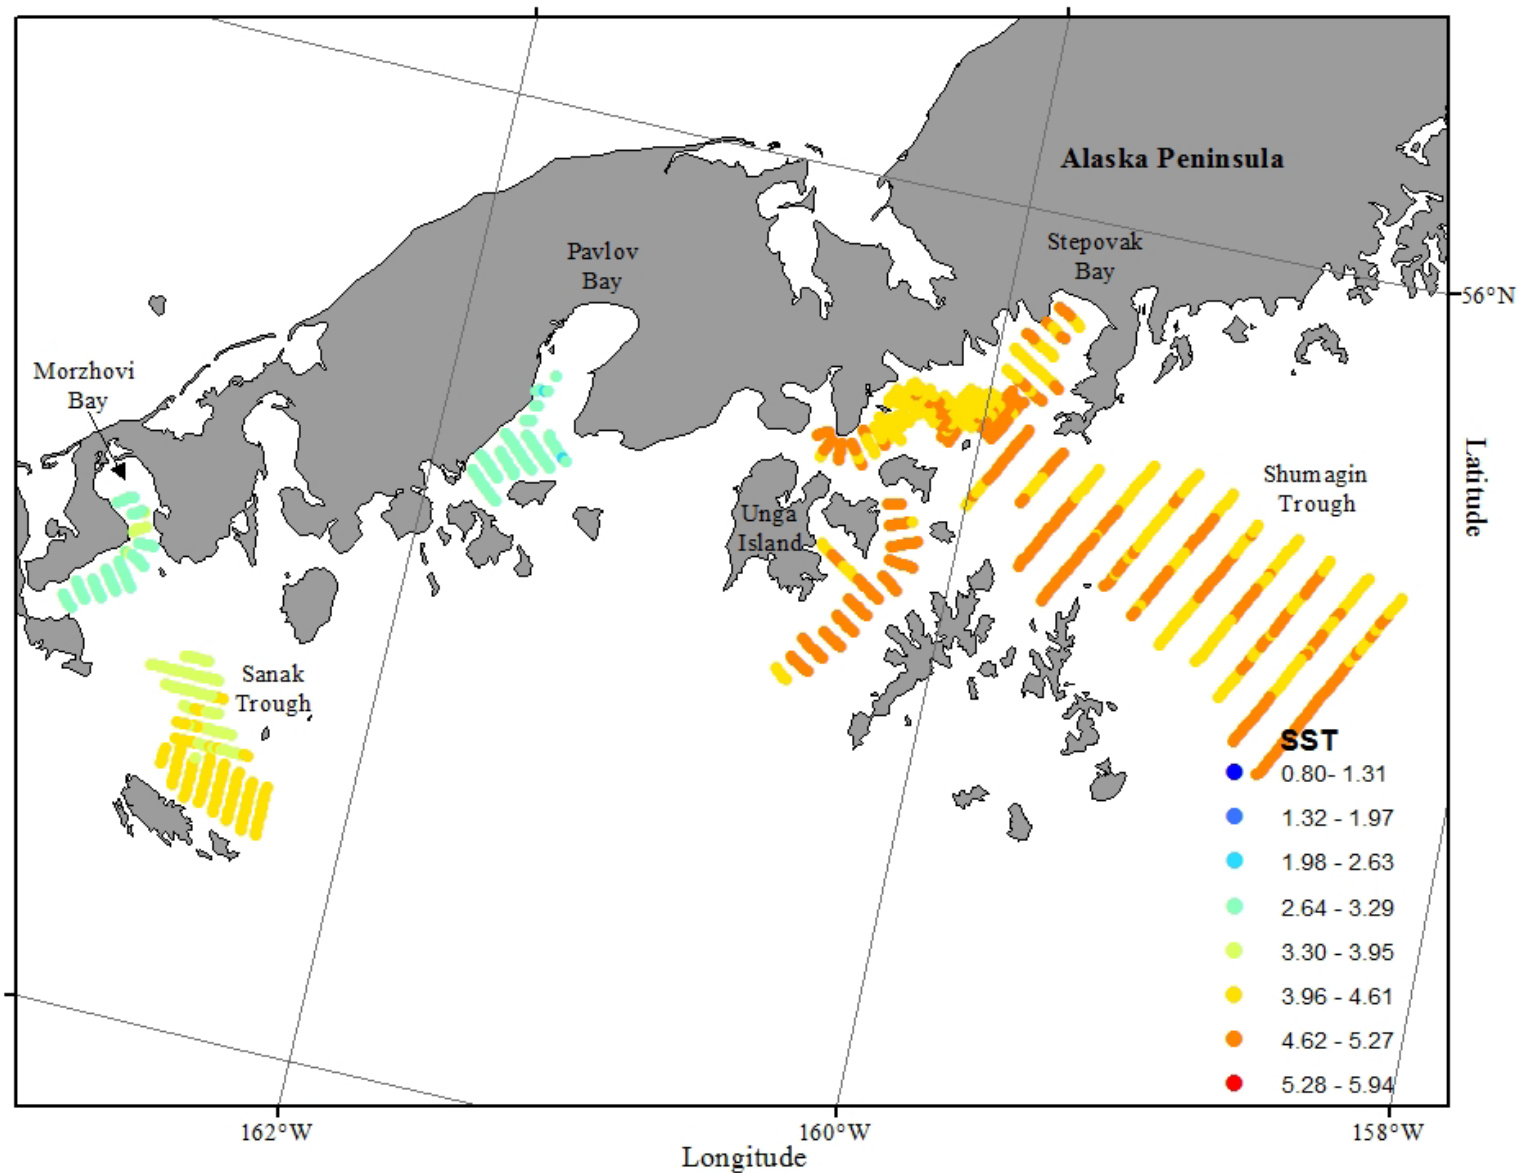 Alaska Peninsula
Stepovak
Bay
Pavlov
Bay
56°N
Morzhovi
Bay
Latitude
Shumagin
Trough
Unga
Island
Sanak
Trough
SST
0.80- 1.31
1.32 - 1.97
1.98 - 2.63
2.64 - 3.29
3.30 - 3.95
3.96 - 4.61
4.62 - 5.27
5.28 - 5.94
162°W
160°W
158°W
Longitude